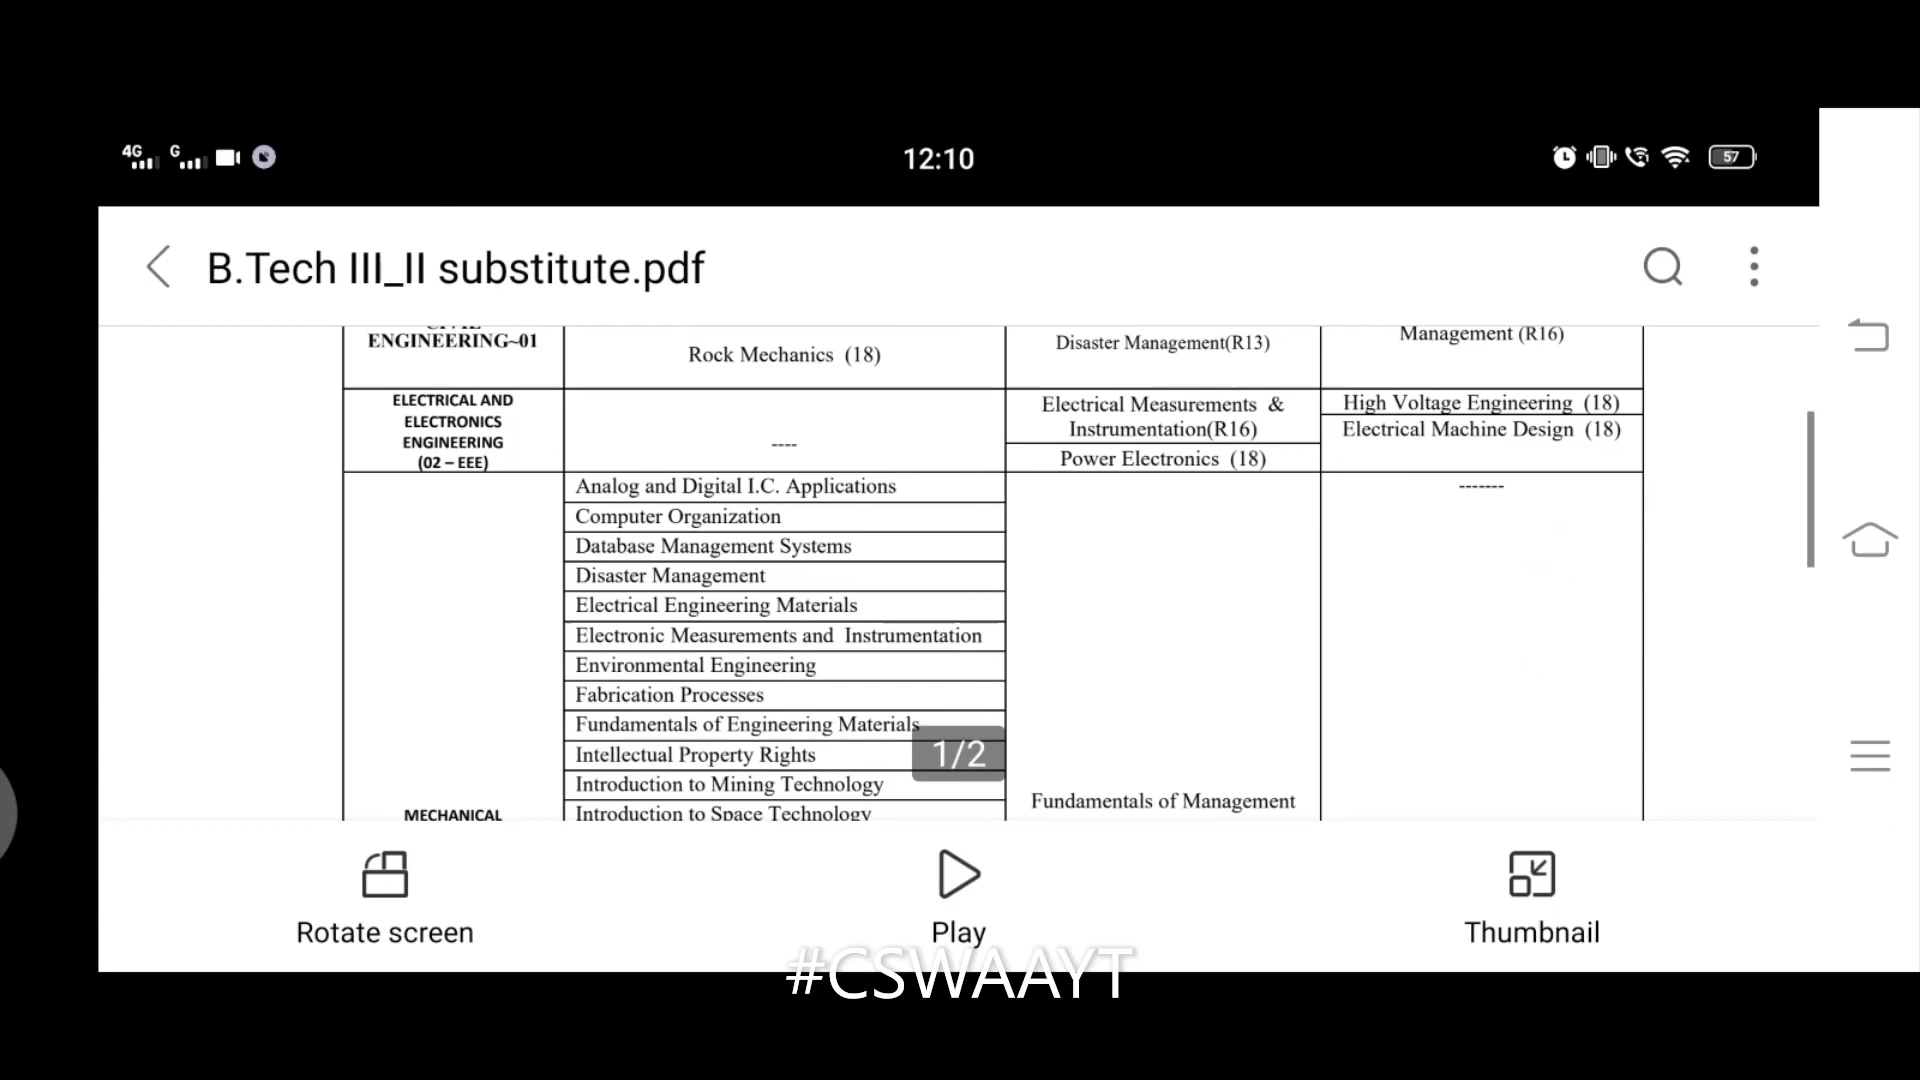 4G
G
12:10
57
B.Tech III_II substitute.pdf
ENGINEERING~01
Rock Mechanics (18)
Disaster Management(R13)
Management (R16)
ELECTRICAL AND
ELECTRONICS
ENGINEERING
(02 – EEE)
----
Electrical Measurements &
Instrumentation(R16)
Power Electronics (18)
High Voltage Engineering (18)
Electrical Machine Design (18)
Analog and Digital I.C. Applications
Computer Organization
Database Management Systems
Disaster Management
Electrical Engineering Materials
Electronic Measurements and Instrumentation
Environmental Engineering
Fabrication Processes
Fundamentals of Engineering Materials
Intellectual Property Rights
Introduction to Mining Technology
Introduction to Space Technology
-------
1/2
MECHANICAL
Fundamentals of Management
Rotate screen
Play
Thumbnail
#CSWAAYT